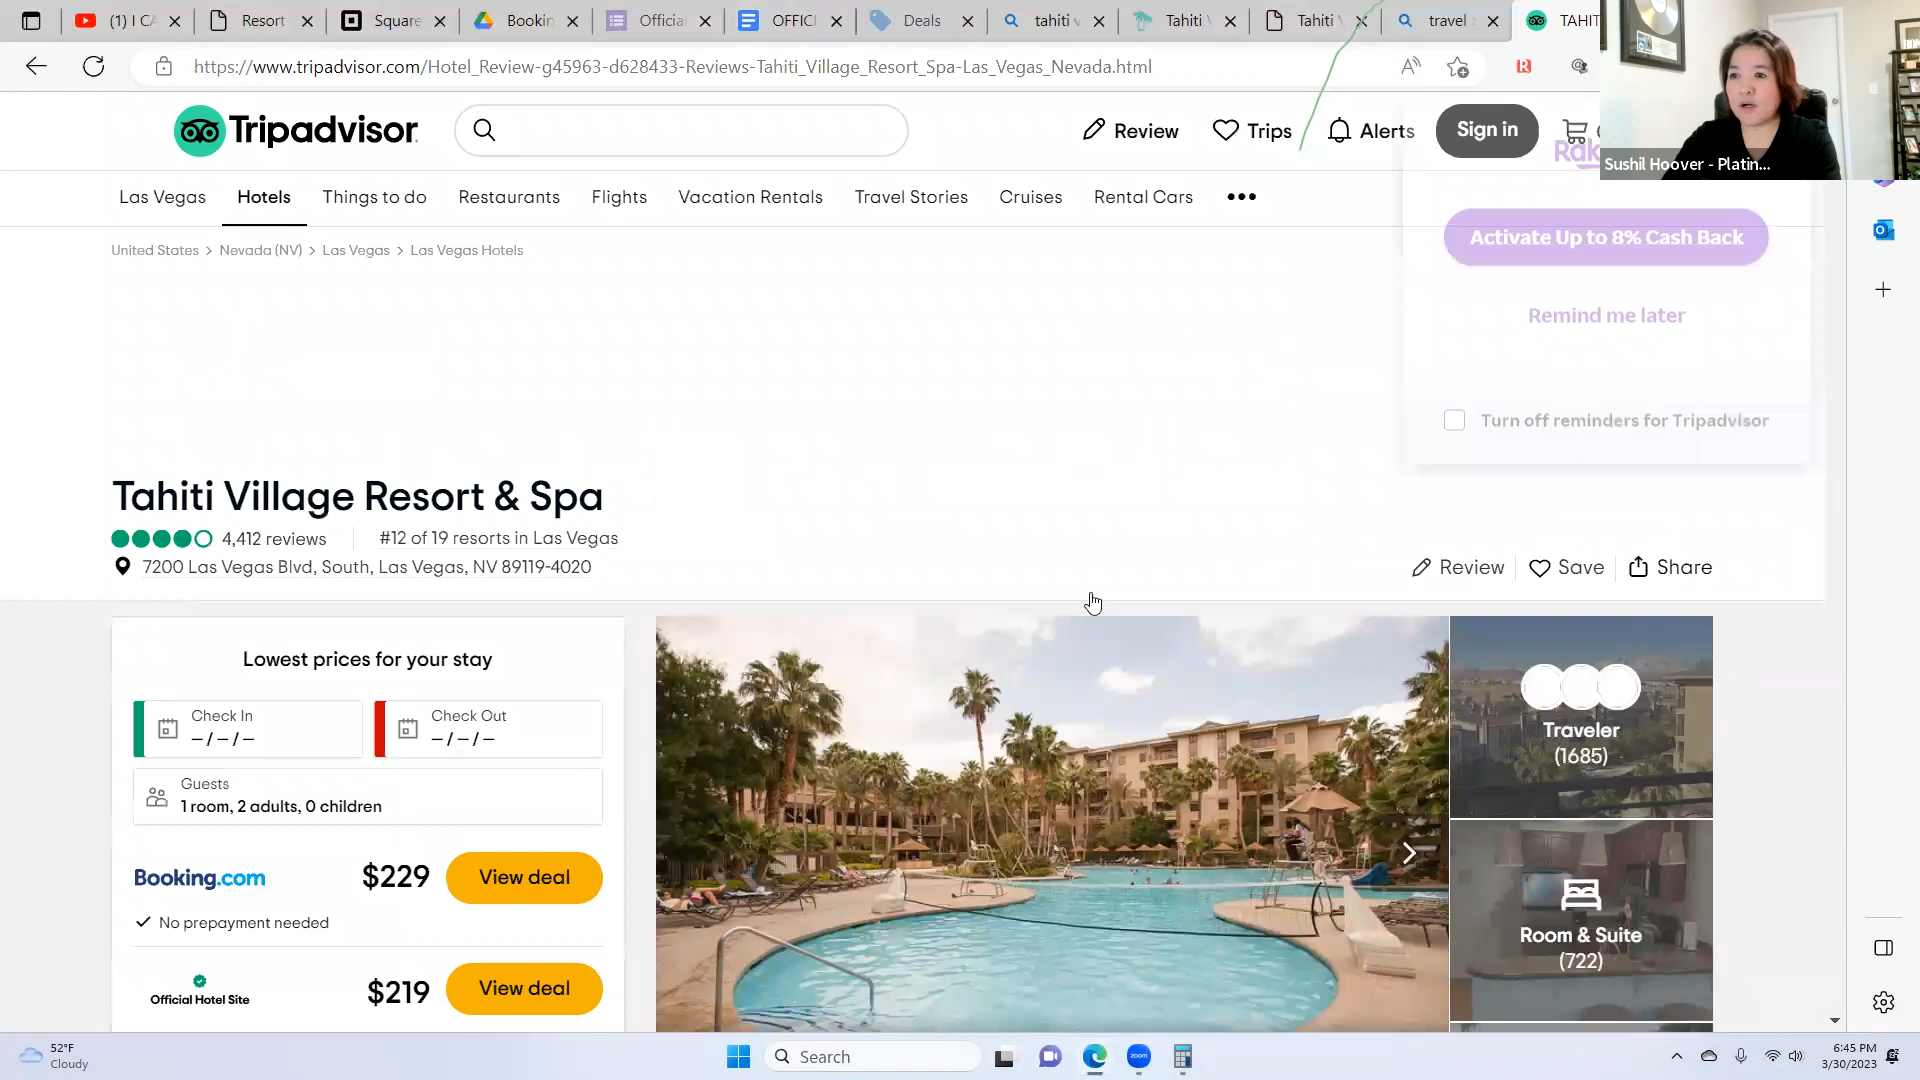 (1) I CA
Resort
Square
Bookin
Officia
OFFICI
Deals
tahiti v
Tahiti V
Tahiti V
travel a
TAHIT
https://www.tripadvisor.com/Hotel_Review-g45963-d628433-Reviews-Tahiti_Village_Resort_Spa-Las_Vegas_Nevada.html
Tripadvisor
Review
Trips
Alerts
Sign in
Rak
Sushil Hoover - Platin...
Las Vegas
Hotels
Things to do
Restaurants
Flights
Vacation Rentals
Travel Stories
Cruises
Rental Cars
Activate Up to 8% Cash Back
Remind me later
Turn off reminders for Tripadvisor
United States > Nevada (NV) > Las Vegas > Las Vegas Hotels
Tahiti Village Resort & Spa
4,412 reviews
#12 of 19 resorts in Las Vegas
7200 Las Vegas Blvd, South, Las Vegas, NV 89119-4020
Review
Save
Share
Lowest prices for your stay
Check In
– / – / –
Check Out
– / – / –
Guests
1 room, 2 adults, 0 children
Booking.com
$229
View deal
No prepayment needed
Official Hotel Site
$219
View deal
Traveler
(1685)
Room & Suite
(722)
52°F
Cloudy
Search
zoom
6:45 PM
3/30/2023